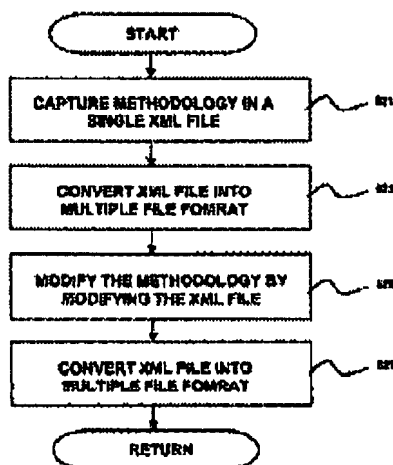 START
CAPTURE METHODOLOGY IN A
SINGLE XML FILE
CONVERT XML FILE INTO
MULTIPLE FILE FOMRAT
MODIFY THE METHODOLOGY BY
MODIFYING THE XML FILE
CONVERT XML FILE INTO
MULTIPLE FILE FOMRAT
RETURN